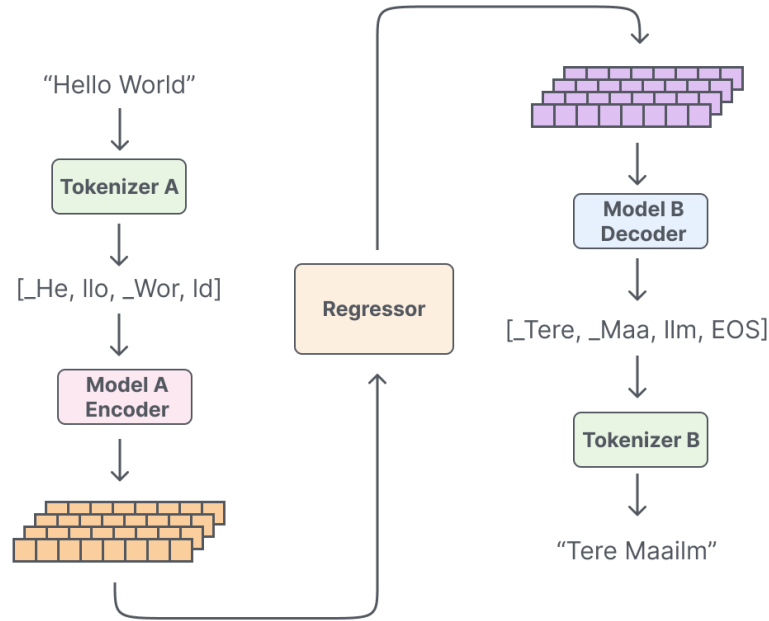 “Hello World”
Tokenizer A
[_He, llo, _Wor, ld]
Model A
Encoder
Regressor
Model B
Decoder
[_Tere, _Maa, ilm, EOS]
Tokenizer B
“Tere Maailm”